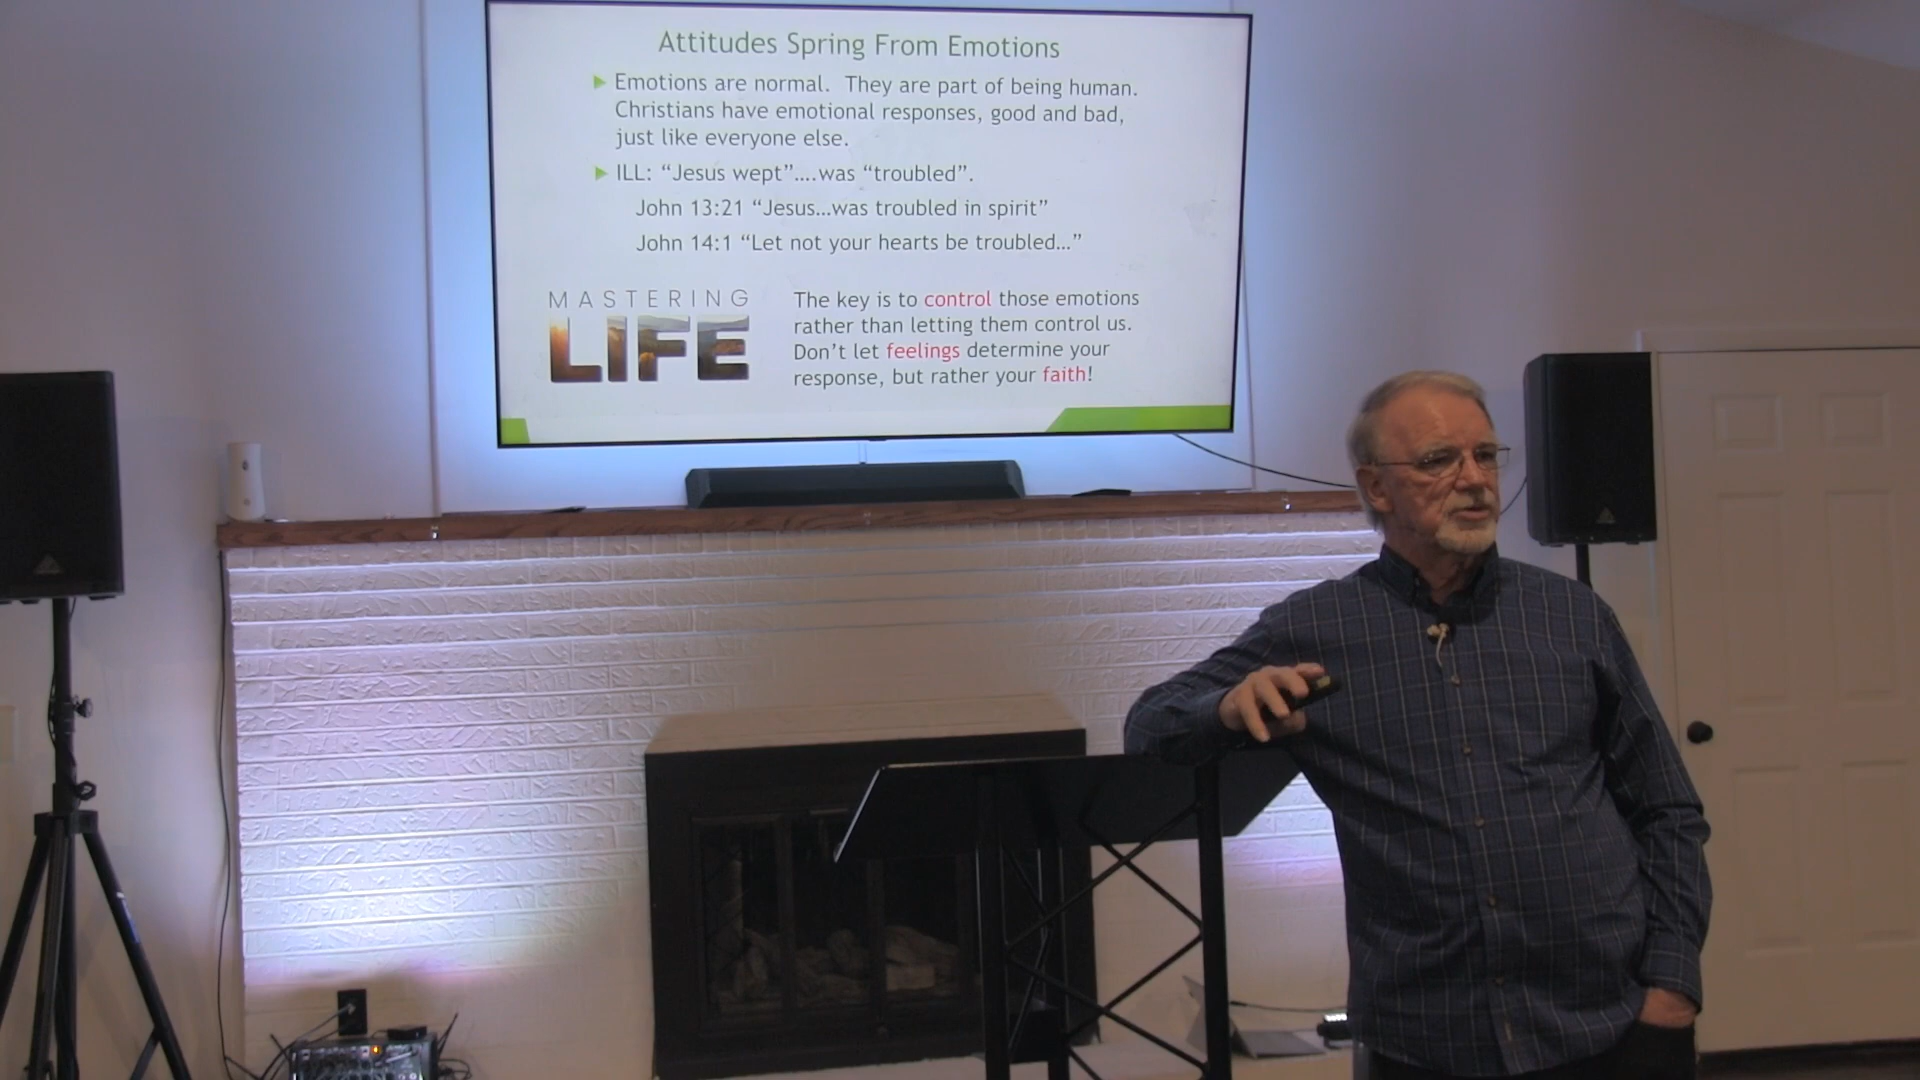 Attitudes Spring From Emotions
Emotions are normal.  They are part of being human.
Christians have emotional responses, good and bad,
just like everyone else.
ILL: “Jesus wept”….was “troubled”.
John 13:21 “Jesus…was troubled in spirit”
John 14:1 “Let not your hearts be troubled…”
MASTERING
LIFE
The key is to control those emotions
rather than letting them control us.
Don’t let feelings determine your
response, but rather your faith!